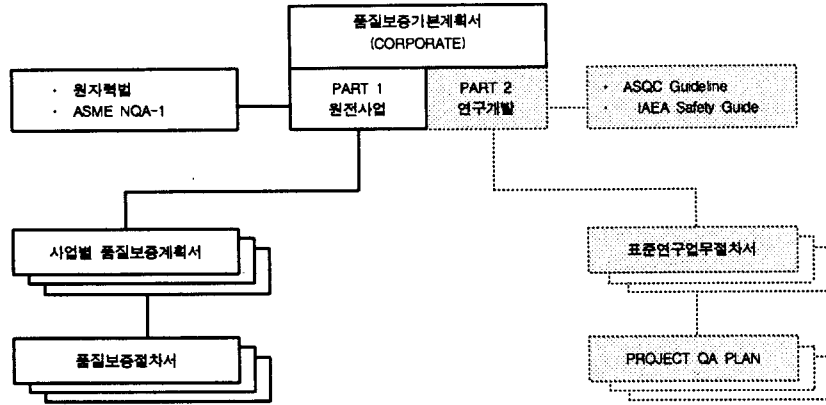 품질보증기본계획서
(CORPORATE)
· 원자력법
· ASME NQA-1
PART 1
원전사업
PART 2
연구개발
· ASQC Guideline
· IAEA Safety Guide
사업별 품질보증계획서
표준연구업무절차서
품질보증절차서
PROJECT QA PLAN